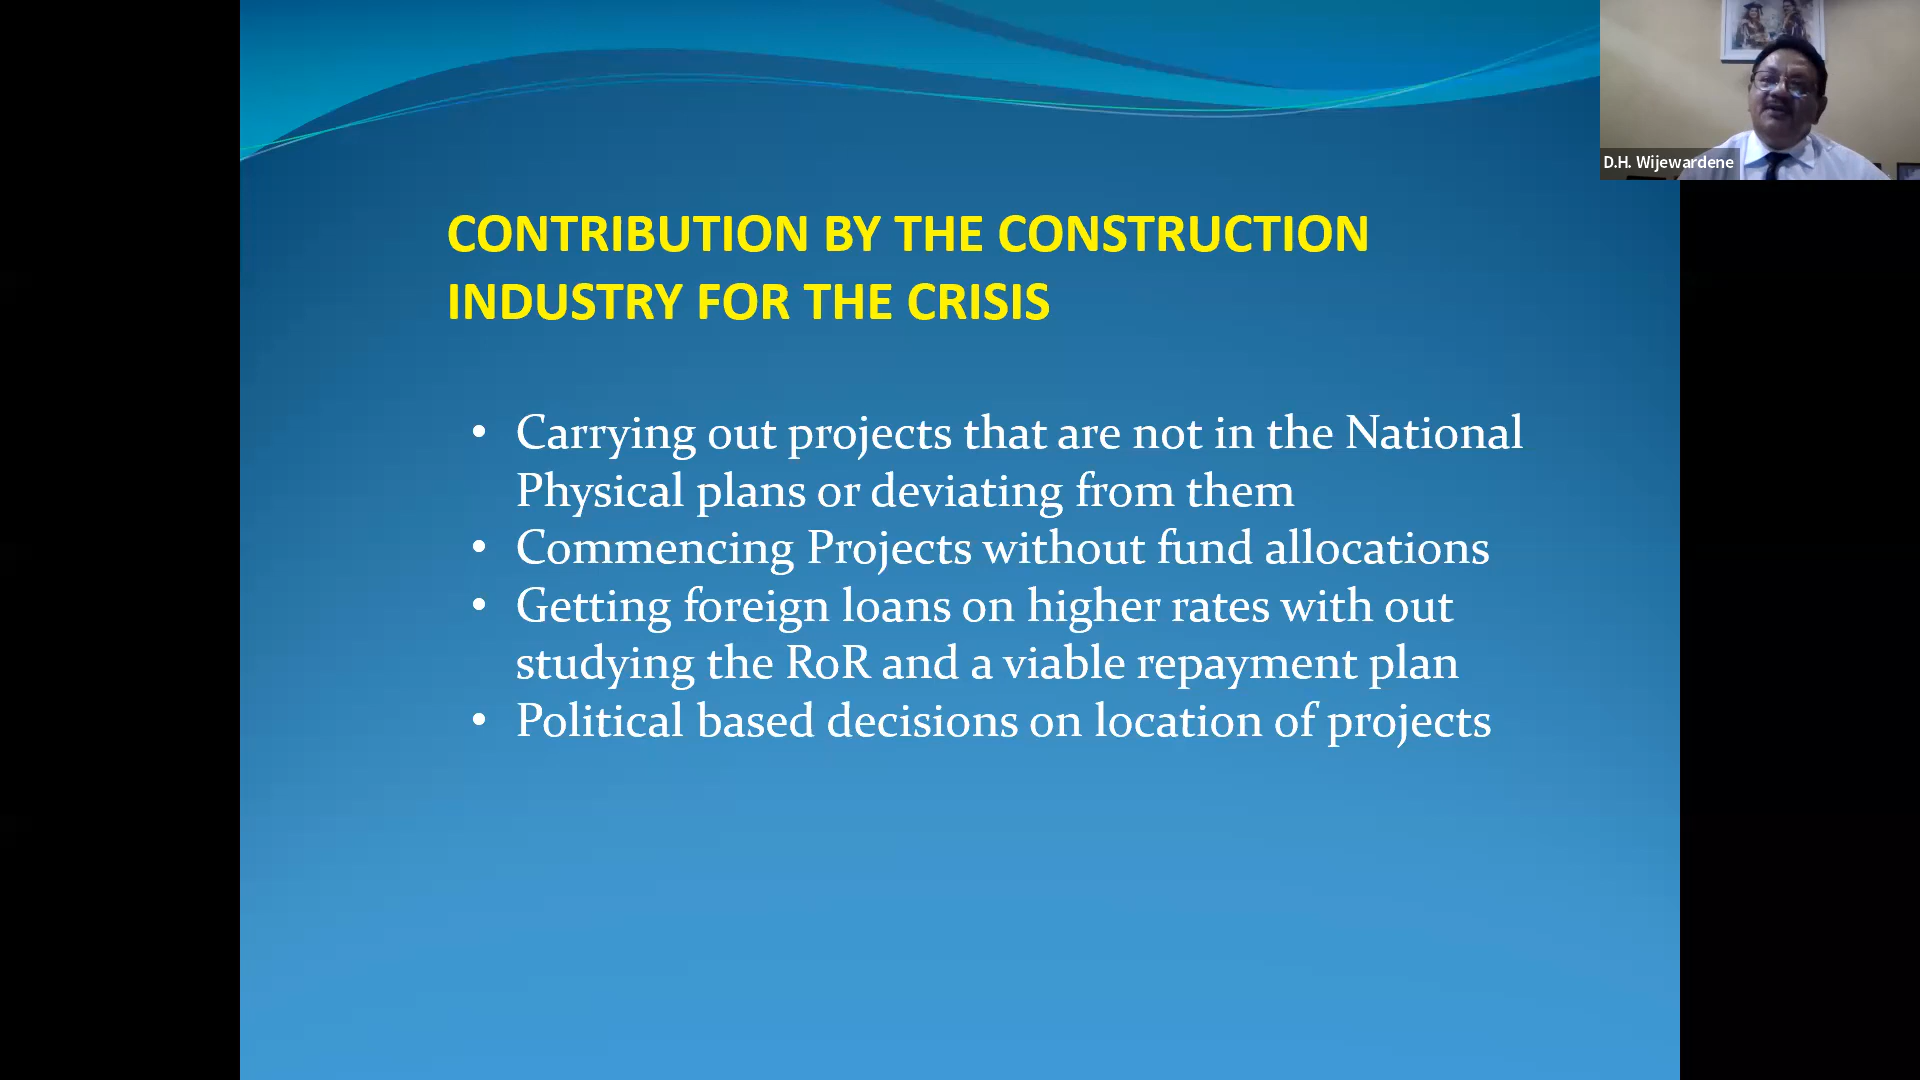 D.H. Wijewardene
CONTRIBUTION BY THE CONSTRUCTION
INDUSTRY FOR THE CRISIS
• Carrying out projects that are not in the National
Physical plans or deviating from them
• Commencing Projects without fund allocations
• Getting foreign loans on higher rates with out
studying the RoR and a viable repayment plan
• Political based decisions on location of projects